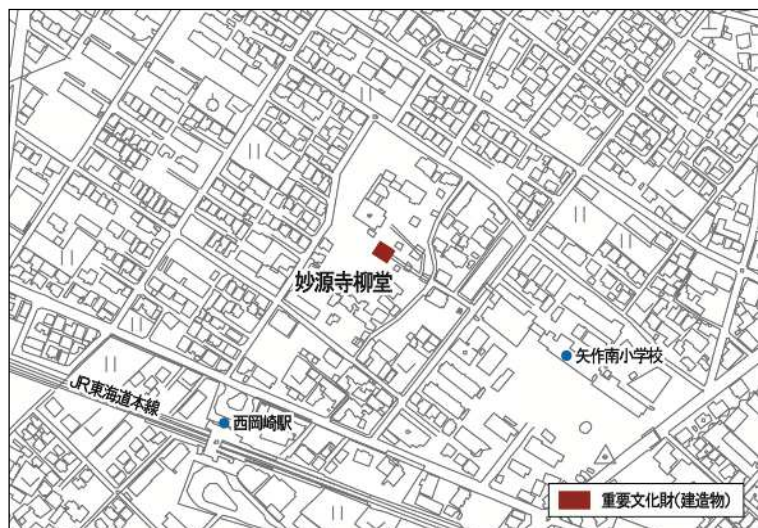 妙源寺柳堂
矢作南小学校
JR東海道本線
西岡崎駅
重要文化財(建造物)